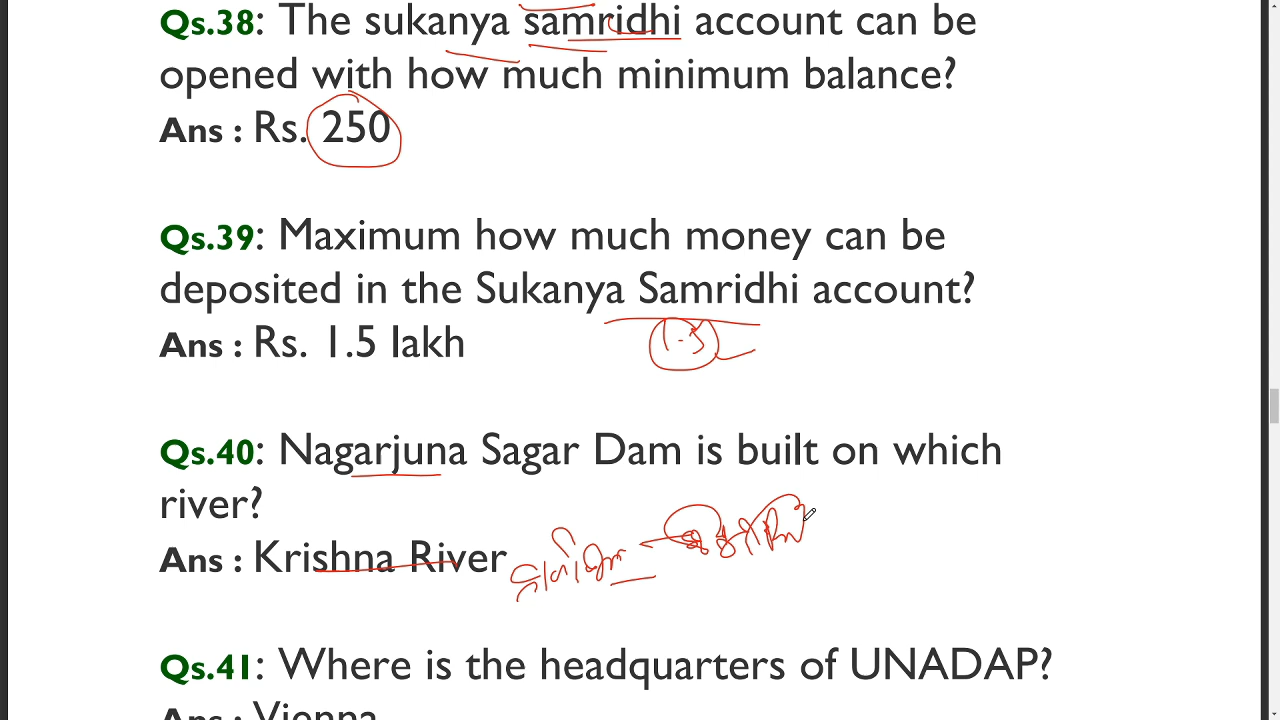 Qs.38: The sukanya samridhi account can be
opened with how much minimum balance?
Ans : Rs. 250
Qs.39: Maximum how much money can be
deposited in the Sukanya Samridhi account?
Ans : Rs. 1.5 lakh
1.5
Qs.40: Nagarjuna Sagar Dam is built on which
river?
Ans : Krishna River
Qs.41: Where is the headquarters of UNADAP?
Ans : Vienna